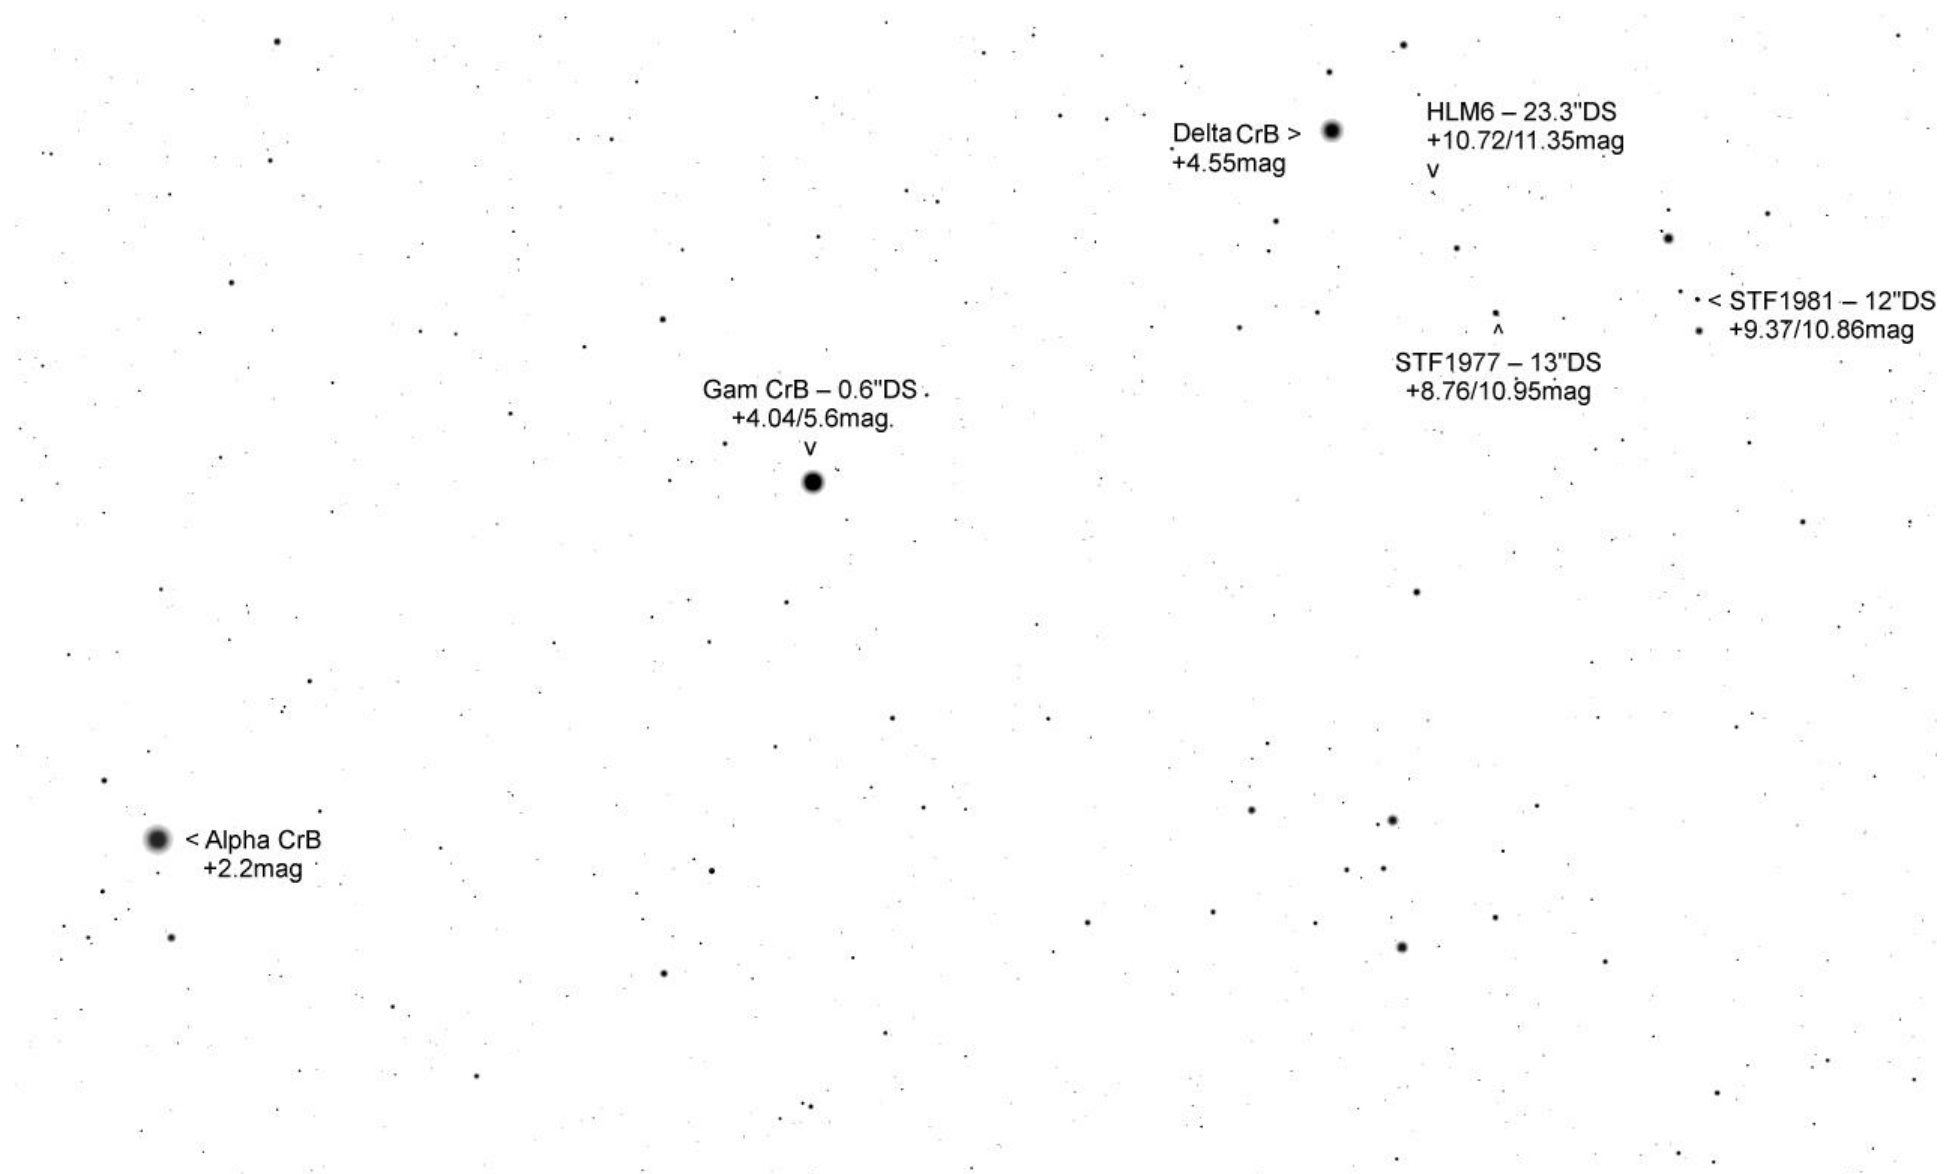 HLM6 – 23.3"DS
+10.72/11.35mag
v
Delta CrB >
+4.55mag
< STF1981 – 12"DS
+9.37/10.86mag
^
STF1977 – 13"DS
+8.76/10.95mag
Gam CrB – 0.6"DS
+4.04/5.6mag
v
< Alpha CrB
+2.2mag